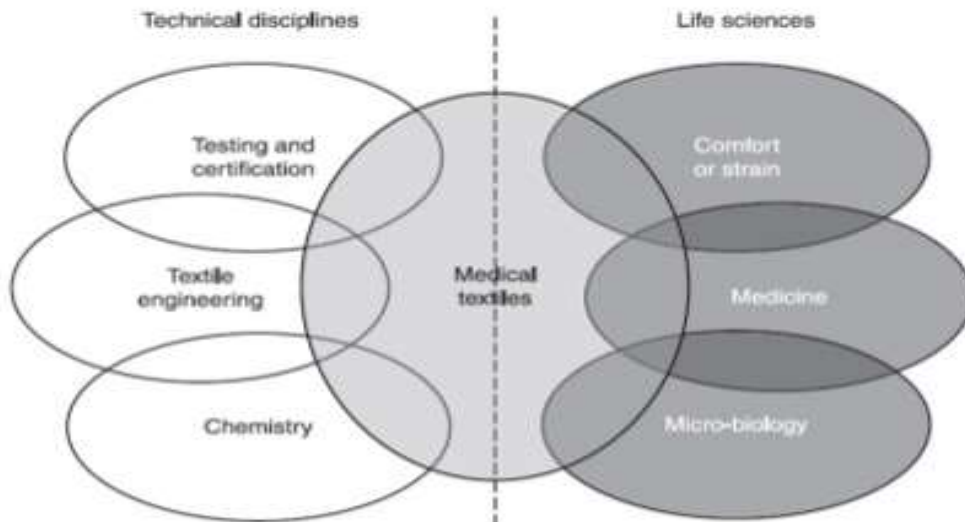 Technical disciplines
Life sciences
Testing and
certification
Comfort
or strain
Textile
engineering
Medical
textiles
Medicine
Chemistry
Micro-biology